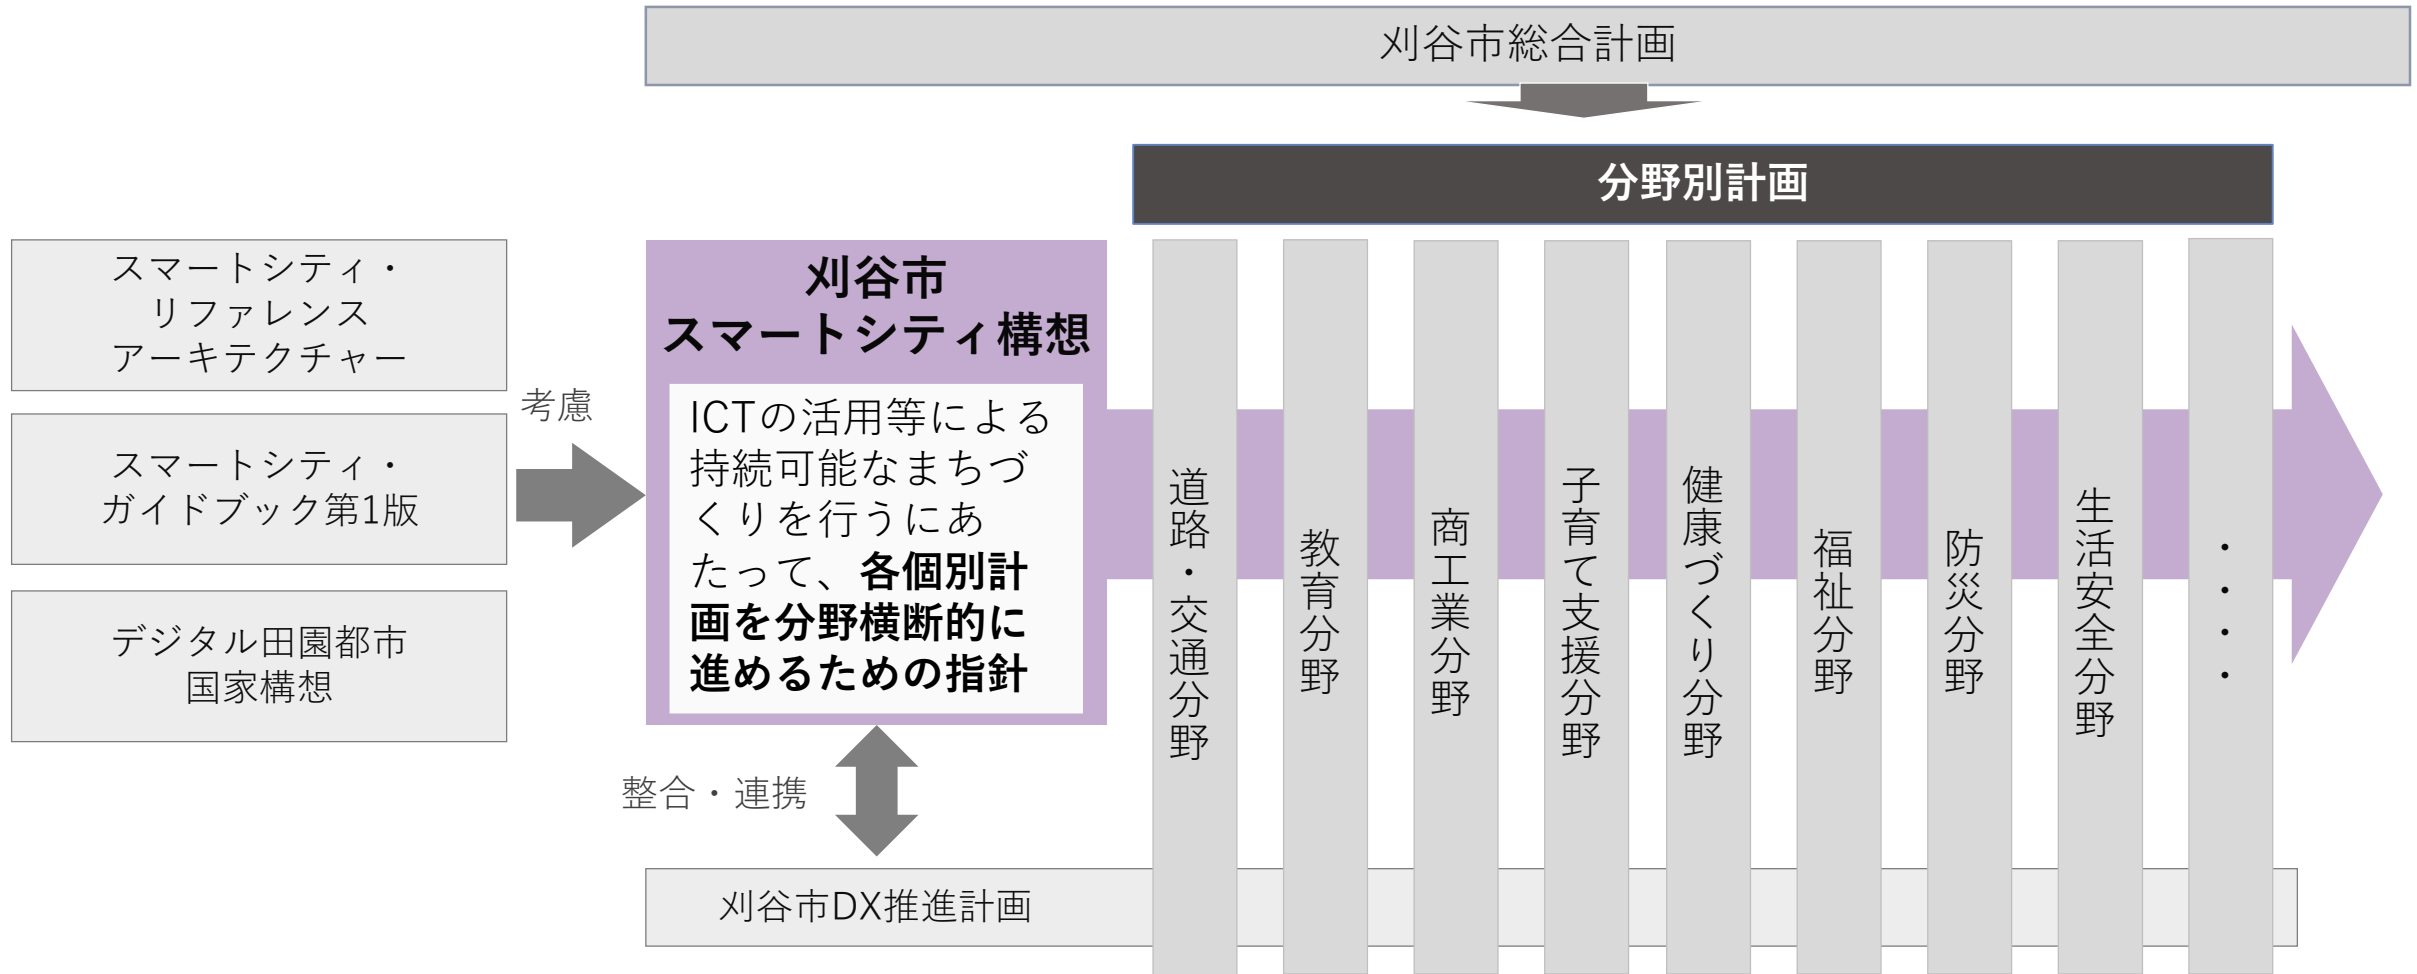 刈谷市総合計画
分野別計画
スマートシティ・
リファレンス
アーキテクチャー
スマートシティ・
ガイドブック第1版
デジタル田園都市
国家構想
考慮
刈谷市
スマートシティ構想
ICTの活用等による
持続可能なまちづ
くりを行うにあ
たって、各個別計
画を分野横断的に
進めるための指針
整合・連携
刈谷市DX推進計画
道路・交通分野
教育分野
商工業分野
子育て支援分野
健康づくり分野
福祉分野
防災分野
生活安全分野
・・・・